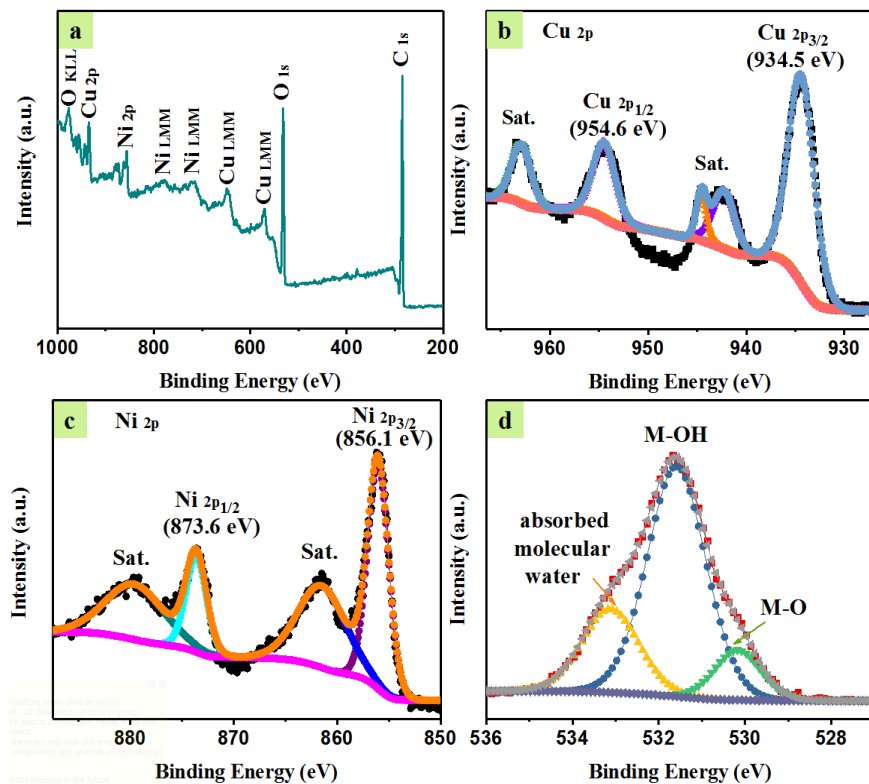 a
O KLL
Cu 2p
Ni 2p
Ni LMM
Ni LMM
Cu LMM
Cu LMM
O 1s
C 1s
Intensity (a.u.)
1000 800 600 400 200
Binding Energy (eV)
b
Cu 2p
Cu 2p3/2
(934.5 eV)
Sat.
Cu 2p1/2
(954.6 eV)
Sat.
Intensity (a.u.)
960 950 940 930
Binding Energy (eV)
c
Ni 2p
Ni 2p3/2
(856.1 eV)
Ni 2p1/2
(873.6 eV)
Sat.
Sat.
Intensity (a.u.)
880 870 860 850
Binding Energy (eV)
d
M-OH
absorbed
molecular
water
M-O
Intensity (a.u.)
536 534 532 530 528
Binding Energy (eV)